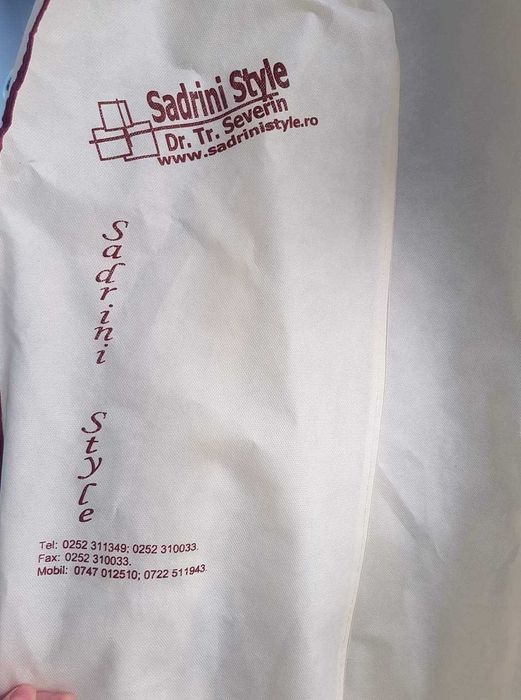 Sadrini Style
Dr. Tr. Severin
www.sadrinistyle.ro
Sadrini Style
Tel: 0252 311349; 0252 310033.
Fax: 0252 310033.
Mobil: 0747 012510; 0722 511943.